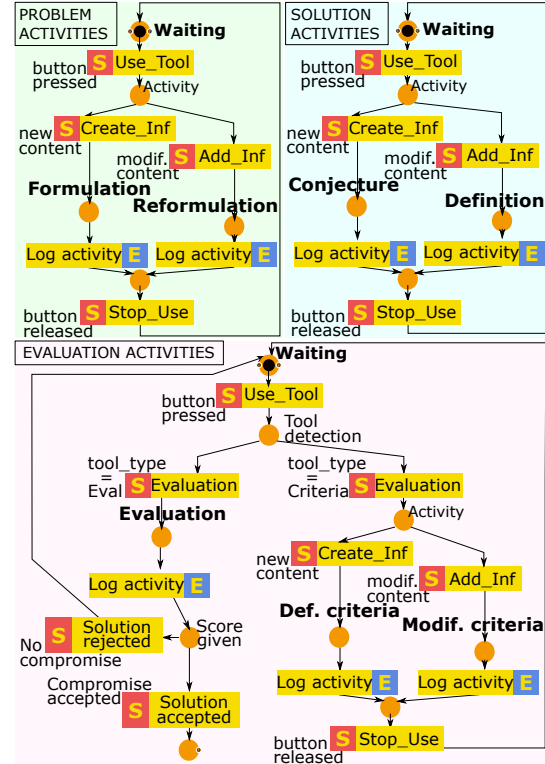 PROBLEM
ACTIVITIES
Waiting
button
pressed
S Use_Tool
Activity
new
content
S Create_Inf
modif.
content
S Add_Inf
Formulation
Reformulation
Log activity E
Log activity E
button
released
S Stop_Use
SOLUTION
ACTIVITIES
Waiting
button
pressed
S Use_Tool
Activity
new
content
S Create_Inf
modif.
content
S Add_Inf
Conjecture
Definition
Log activity E
Log activity E
button
released
S Stop_Use
EVALUATION ACTIVITIES
Waiting
button
pressed
S Use_Tool
Tool
detection
tool_type
=
Eval
S Evaluation
tool_type
=
Criteria
S Evaluation
Evaluation
Activity
new
content
S Create_Inf
modif.
content
S Add_Inf
Log activity E
Def. criteria
Modif. criteria
No
compromise
S Solution
rejected
Score
given
Log activity E
Log activity E
Compromise
accepted
S Solution
accepted
button
released
S Stop_Use